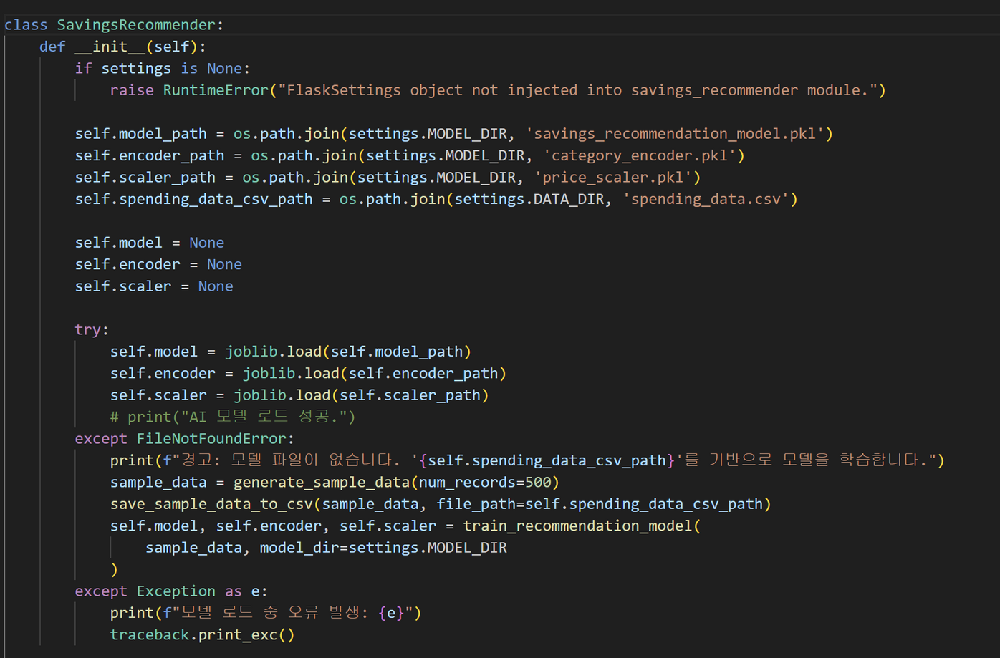 class SavingsRecommender:
    def __init__(self):
        if settings is None:
            raise RuntimeError("FlaskSettings object not injected into savings_recommender module.")

        self.model_path = os.path.join(settings.MODEL_DIR, 'savings_recommendation_model.pkl')
        self.encoder_path = os.path.join(settings.MODEL_DIR, 'category_encoder.pkl')
        self.scaler_path = os.path.join(settings.MODEL_DIR, 'price_scaler.pkl')
        self.spending_data_csv_path = os.path.join(settings.DATA_DIR, 'spending_data.csv')

        self.model = None
        self.encoder = None
        self.scaler = None

        try:
            self.model = joblib.load(self.model_path)
            self.encoder = joblib.load(self.encoder_path)
            self.scaler = joblib.load(self.scaler_path)
            # print("AI 모델 로드 성공.")
        except FileNotFoundError:
            print(f"경고: 모델 파일이 없습니다. '{self.spending_data_csv_path}'를 기반으로 모델을 학습합니다.")
            sample_data = generate_sample_data(num_records=500)
            save_sample_data_to_csv(sample_data, file_path=self.spending_data_csv_path)
            self.model, self.encoder, self.scaler = train_recommendation_model(
                sample_data, model_dir=settings.MODEL_DIR
            )
        except Exception as e:
            print(f"모델 로드 중 오류 발생: {e}")
            traceback.print_exc()